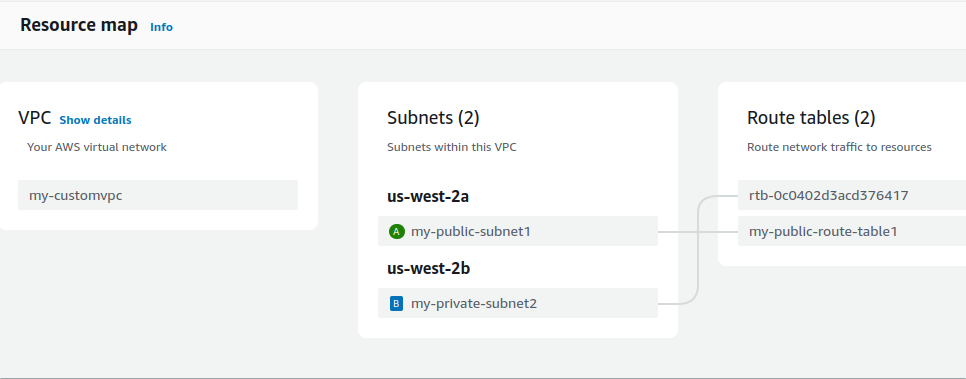 Resource map Info
VPC Show details
Your AWS virtual network
my-customvpc
Subnets (2)
Subnets within this VPC
us-west-2a
A my-public-subnet1
us-west-2b
B my-private-subnet2
Route tables (2)
Route network traffic to resources
rtb-0c0402d3acd376417
my-public-route-table1